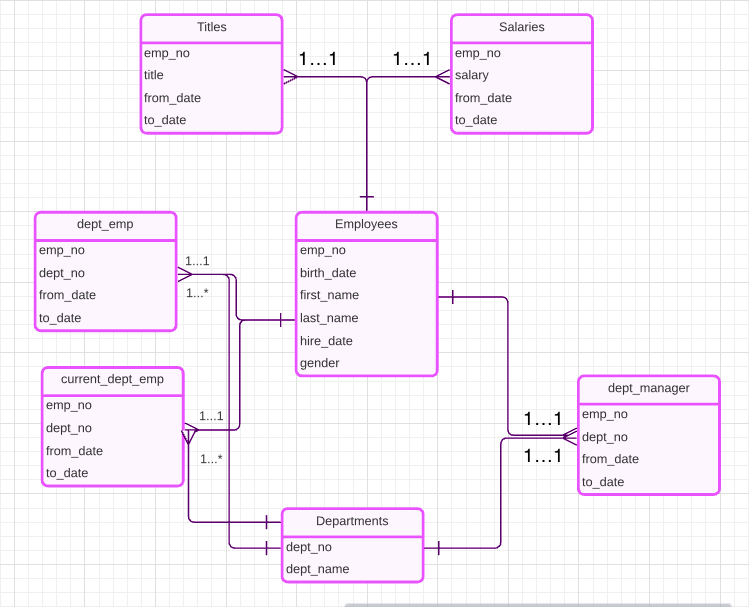 Titles
emp_no
title
from_date
to_date
1...1
1...1
Salaries
emp_no
salary
from_date
to_date
dept_emp
emp_no
dept_no
from_date
to_date
1...1
1...*
Employees
emp_no
birth_date
first_name
last_name
hire_date
gender
current_dept_emp
emp_no
dept_no
from_date
to_date
1...1
1...*
dept_manager
emp_no
dept_no
from_date
to_date
1...1
1...1
Departments
dept_no
dept_name